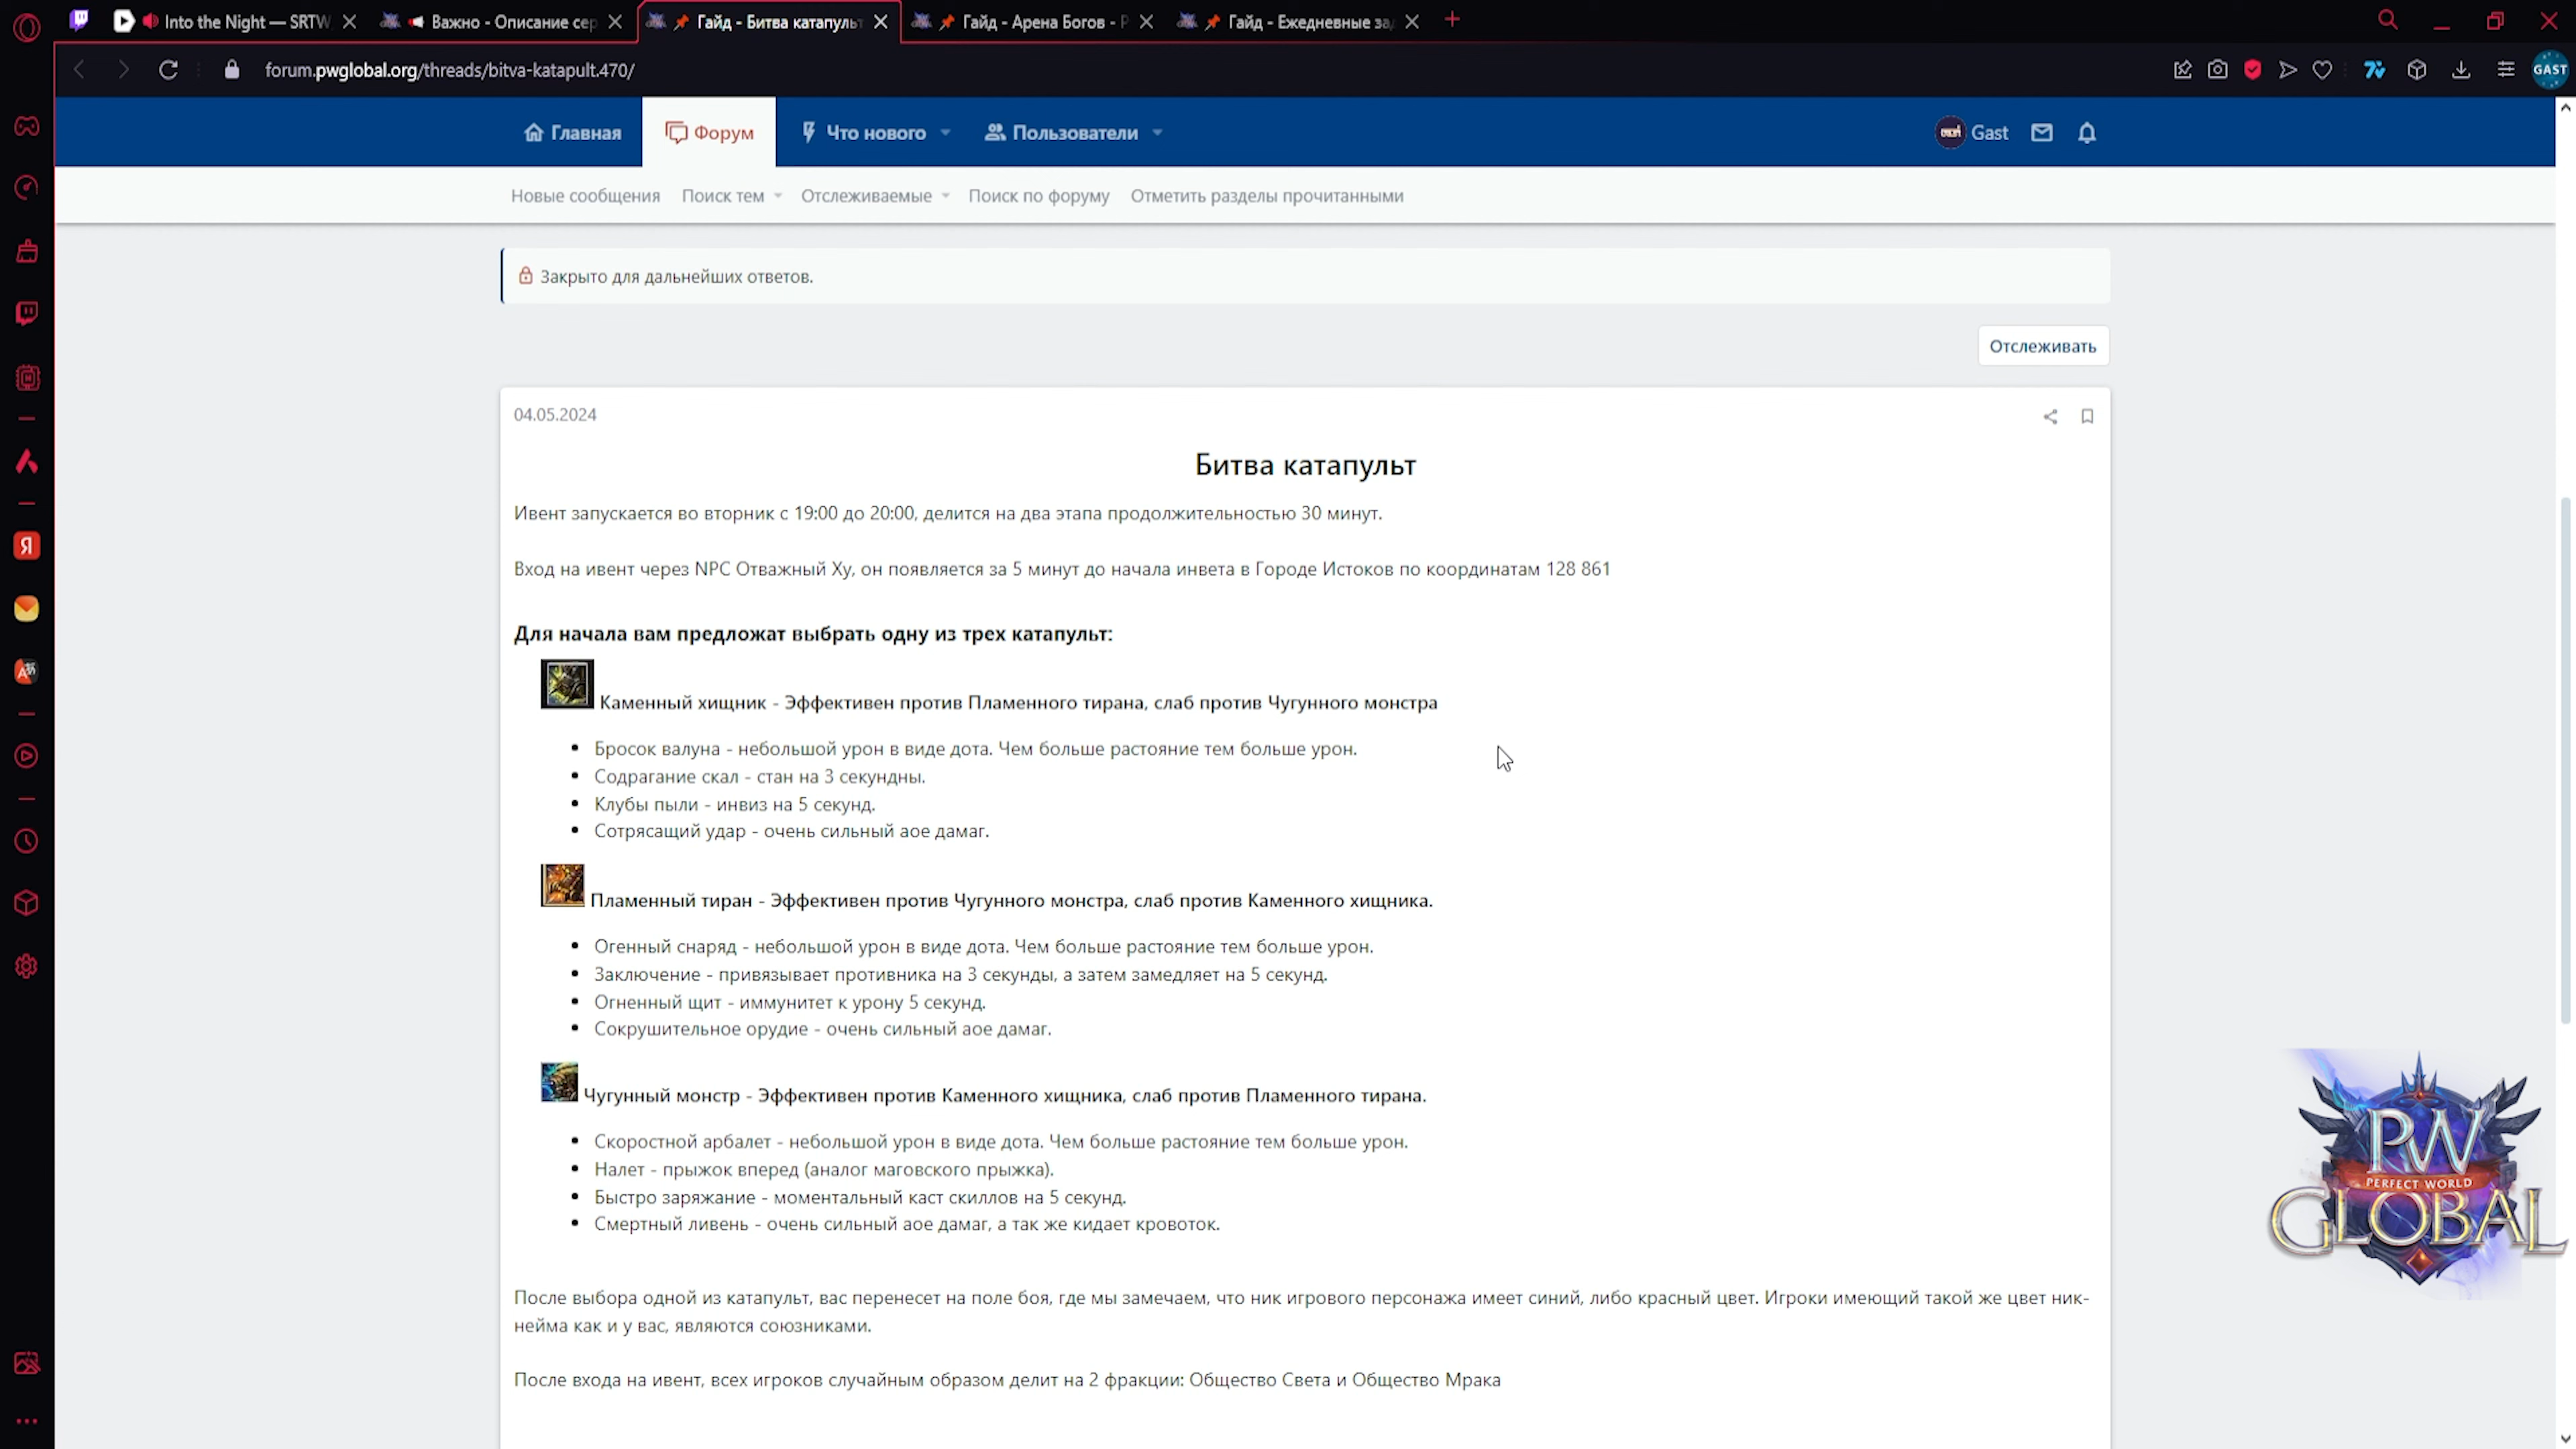 Into the Night — SRTW
Важно - Описание сер
Гайд - Битва катапульт
Гайд - Арена Богов - P
Гайд - Ежедневные за
forum.pwglobal.org/threads/bitva-katapult.470/
GAST
Главная
Форум
Что нового
Пользователи
Gast
Новые сообщения
Поиск тем
Отслеживаемые
Поиск по форуму
Отметить разделы прочитанными
Закрыто для дальнейших ответов.
Отслеживать
04.05.2024
Битва катапульт
Ивент запускается во вторник с 19:00 до 20:00, делится на два этапа продолжительностью 30 минут.
Вход на ивент через NPC Отважный Ху, он появляется за 5 минут до начала инвета в Городе Истоков по координатам 128 861
Для начала вам предложат выбрать одну из трех катапульт:
Каменный хищник - Эффективен против Пламенного тирана, слаб против Чугунного монстра
Бросок валуна - небольшой урон в виде дота. Чем больше растояние тем больше урон.
Содрагание скал - стан на 3 секундны.
Клубы пыли - инвиз на 5 секунд.
Сотрясащий удар - очень сильный аое дамаг.
Пламенный тиран - Эффективен против Чугунного монстра, слаб против Каменного хищника.
Огенный снаряд - небольшой урон в виде дота. Чем больше растояние тем больше урон.
Заключение - привязывает противника на 3 секунды, а затем замедляет на 5 секунд.
Огненный щит - иммунитет к урону 5 секунд.
Сокрушительное орудие - очень сильный аое дамаг.
Чугунный монстр - Эффективен против Каменного хищника, слаб против Пламенного тирана.
Скоростной арбалет - небольшой урон в виде дота. Чем больше растояние тем больше урон.
Налет - прыжок вперед (аналог маговского прыжка).
Быстро заряжание - моментальный каст скиллов на 5 секунд.
Смертный ливень - очень сильный аое дамаг, а так же кидает кровоток.
После выбора одной из катапульт, вас перенесет на поле боя, где мы замечаем, что ник игрового персонажа имеет синий, либо красный цвет. Игроки имеющий такой же цвет ник-
нейма как и у вас, являются союзниками.
После входа на ивент, всех игроков случайным образом делит на 2 фракции: Общество Света и Общество Мрака
PW
PERFECT WORLD
GLOBAL